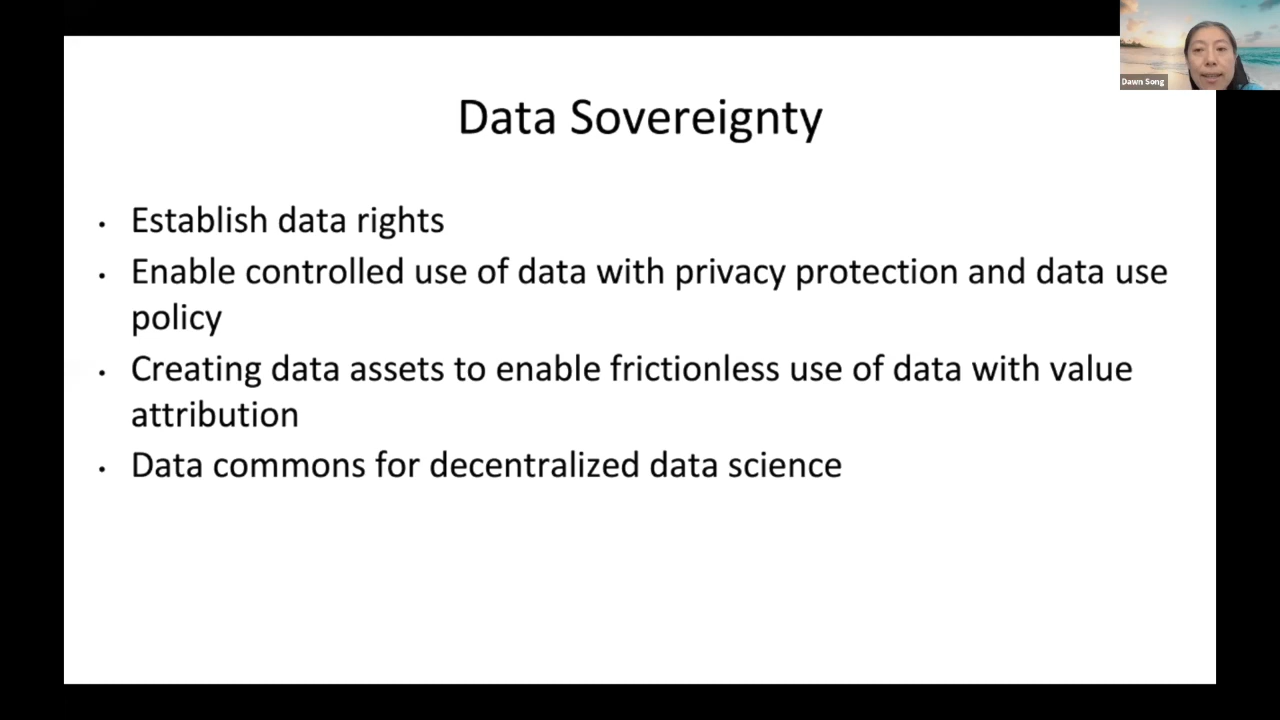 Dawn Song
Data Sovereignty
• Establish data rights
• Enable controlled use of data with privacy protection and data use
policy
• Creating data assets to enable frictionless use of data with value
attribution
• Data commons for decentralized data science